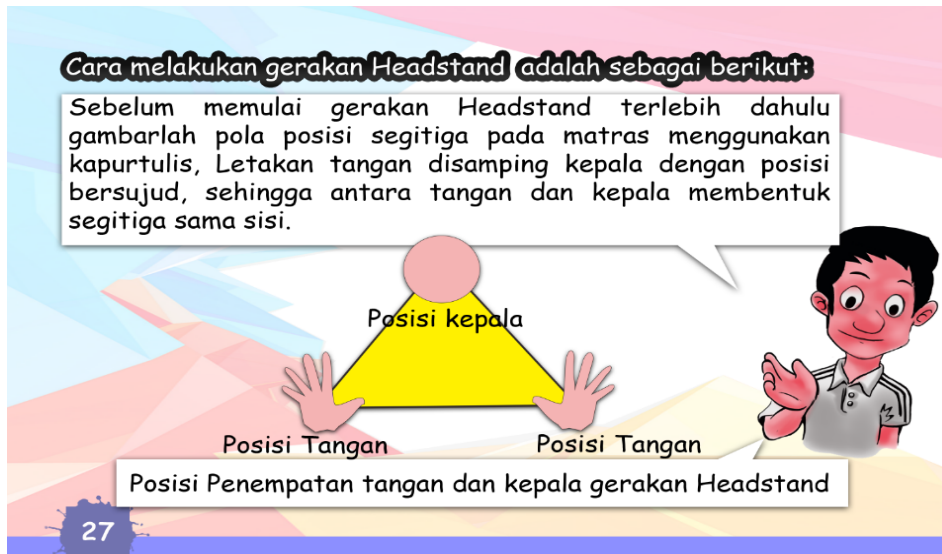 Cara melakukan gerakan Headstand adalah sebagai berikut:
Sebelum memulai gerakan Headstand terlebih dahulu
gambarlah pola posisi segitiga pada matras menggunakan
kapurtulis, Letakan tangan disamping kepala dengan posisi
bersujud, sehingga antara tangan dan kepala membentuk
segitiga sama sisi.
Posisi kepala
Posisi Tangan
Posisi Tangan
Posisi Penempatan tangan dan kepala gerakan Headstand
27